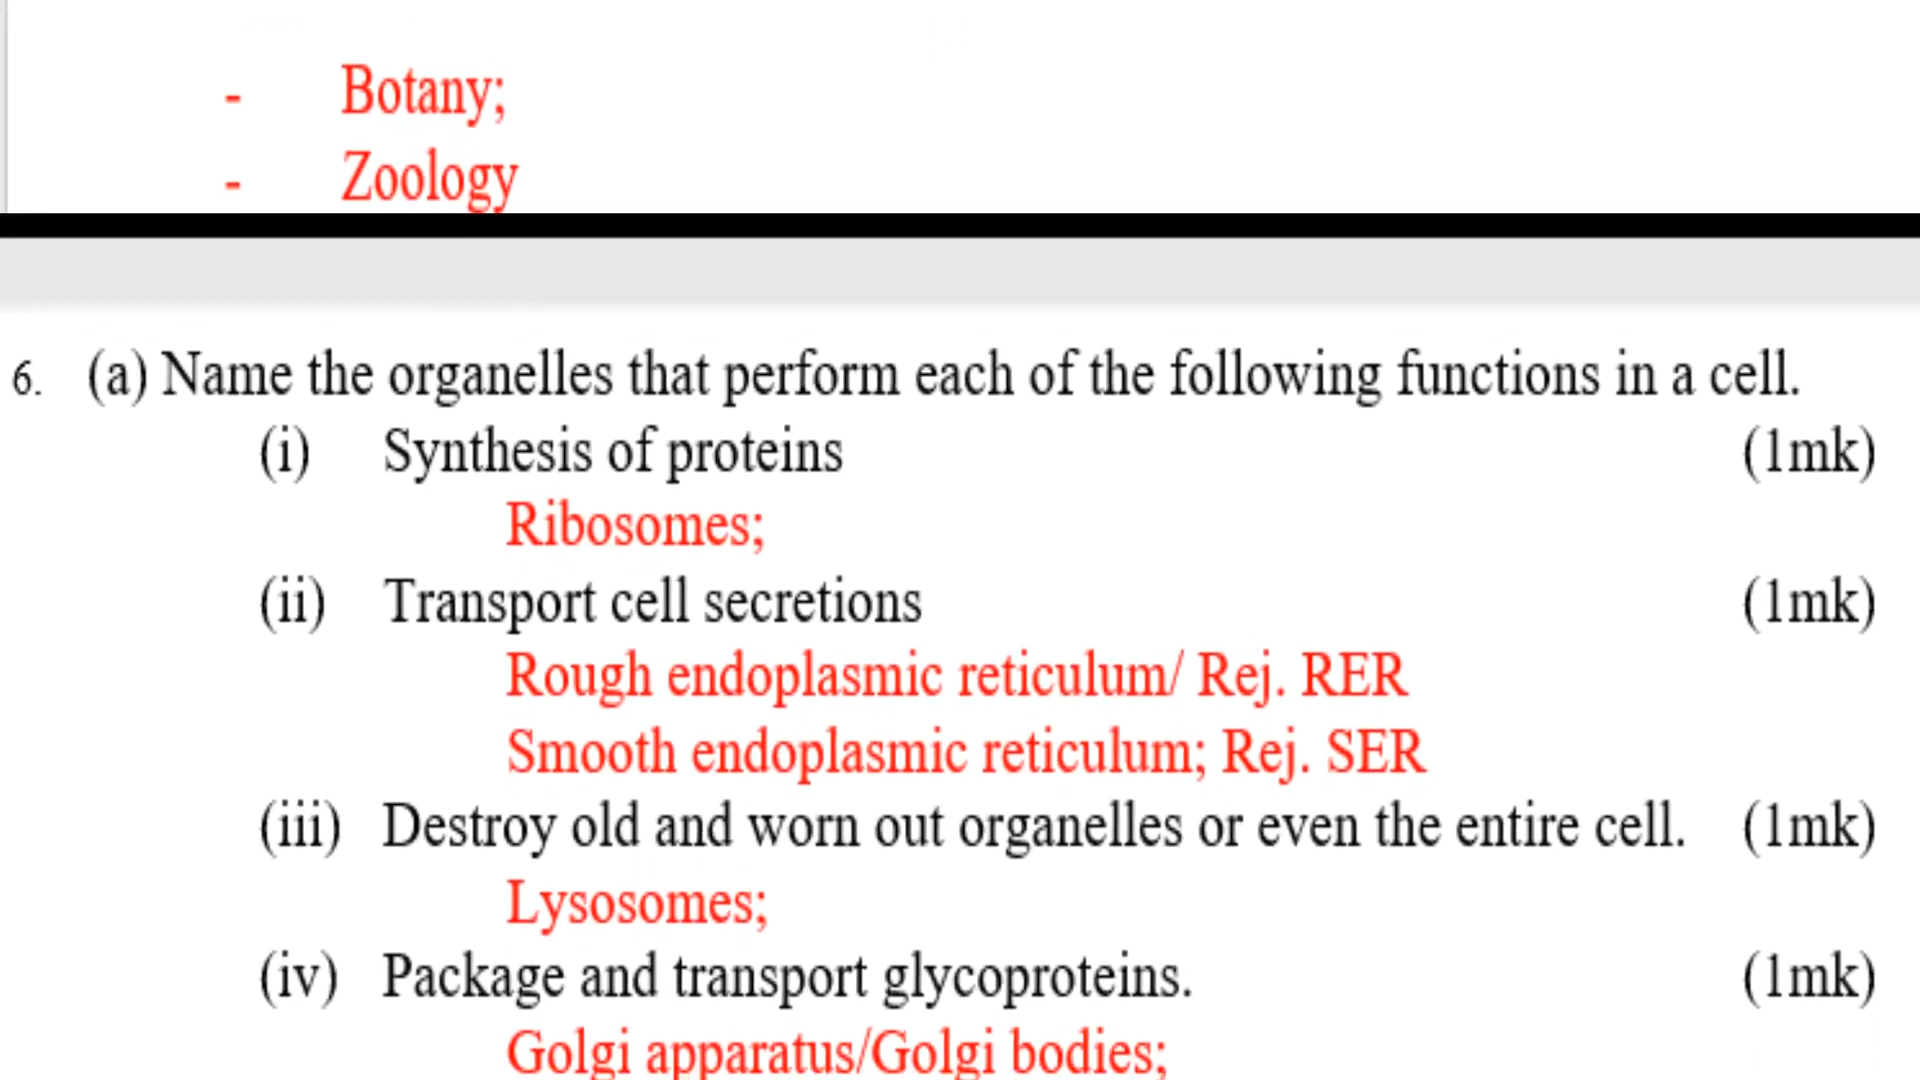 - Botany;
- Zoology
6. (a) Name the organelles that perform each of the following functions in a cell.
(i) Synthesis of proteins (1mk)
Ribosomes;
(ii) Transport cell secretions (1mk)
Rough endoplasmic reticulum/ Rej. RER
Smooth endoplasmic reticulum; Rej. SER
(iii) Destroy old and worn out organelles or even the entire cell. (1mk)
Lysosomes;
(iv) Package and transport glycoproteins. (1mk)
Golgi apparatus/Golgi bodies;